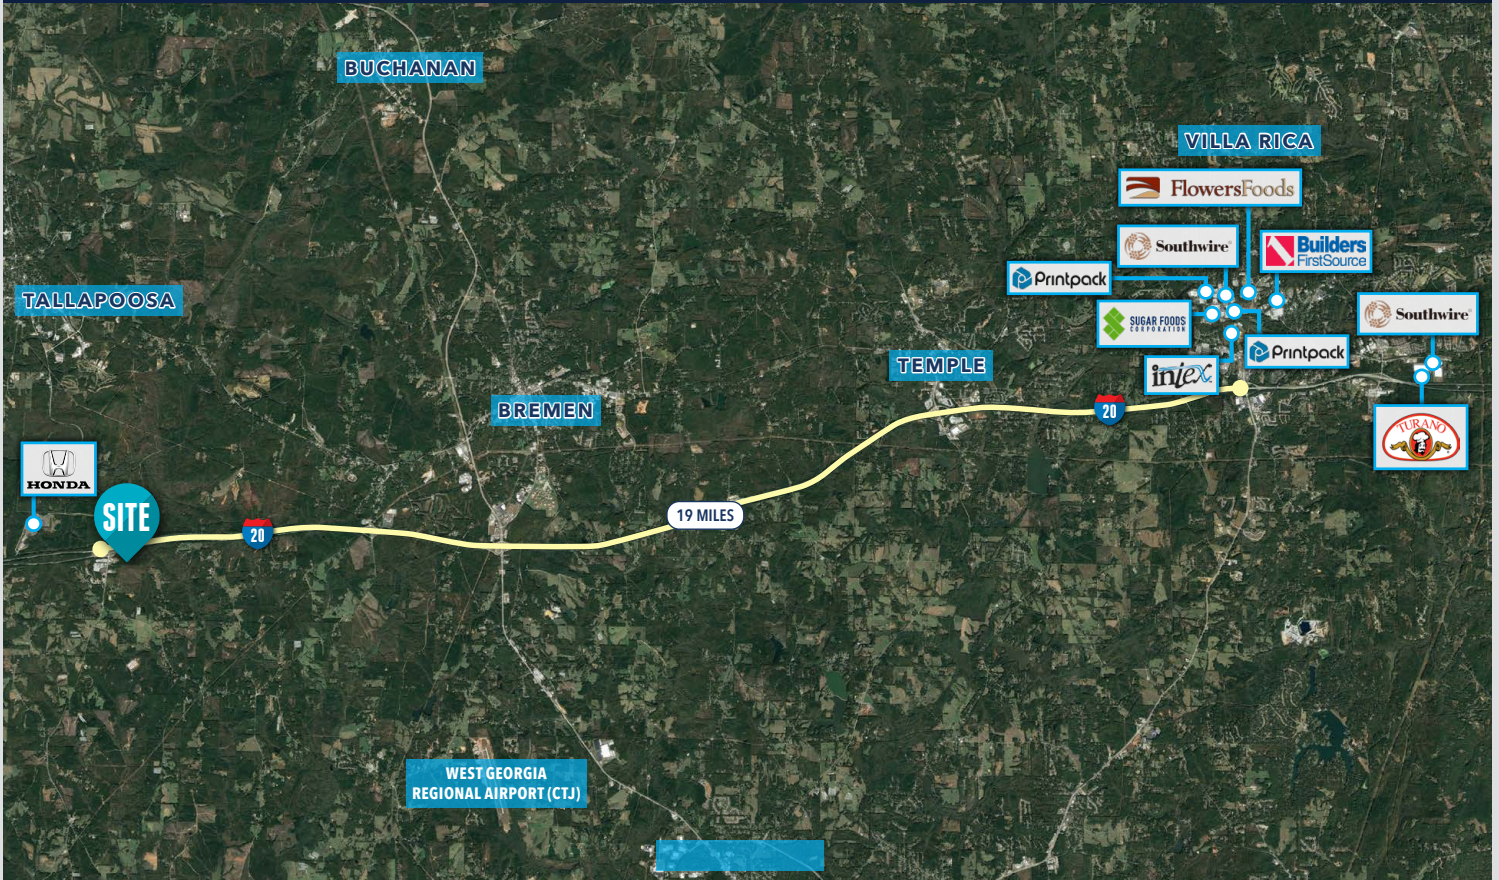 BUCHANAN
VILLA RICA
FlowersFoods
Southwire
Builders
FirstSource
Printpack
TALLAPOOSA
SUGAR FOODS
CORPORATION
Southwire
Printpack
TEMPLE
intex
20
BREMEN
TURANO
HONDA
SITE
20
19 MILES
WEST GEORGIA
REGIONAL AIRPORT (CTJ)